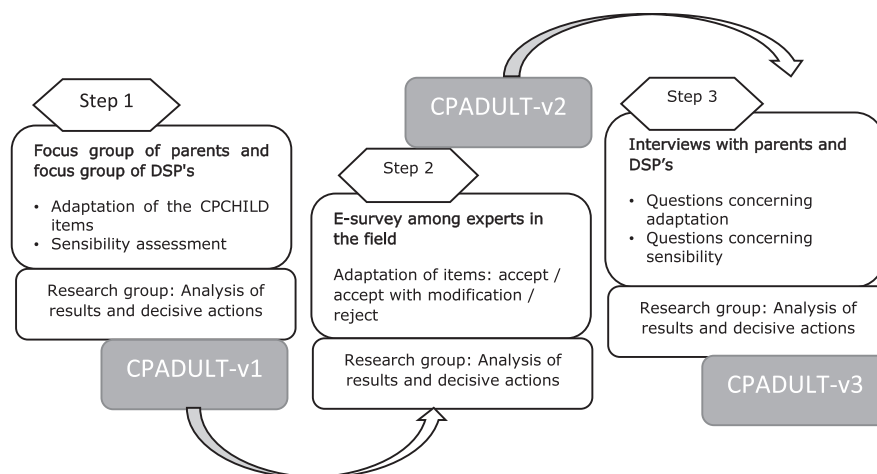 Step 1
Focus group of parents and
focus group of DSP's
• Adaptation of the CPCHILD
items
• Sensibility assessment
Research group: Analysis of
results and decisive actions
CPADULT-v1
Step 2
E-survey among experts in
the field
Adaptation of items: accept /
accept with modification /
reject
Research group: Analysis of
results and decisive actions
CPADULT-v2
Step 3
Interviews with parents and
DSP’s
• Questions concerning
adaptation
• Questions concerning
sensibility
Research group: Analysis of
results and decisive actions
CPADULT-v3